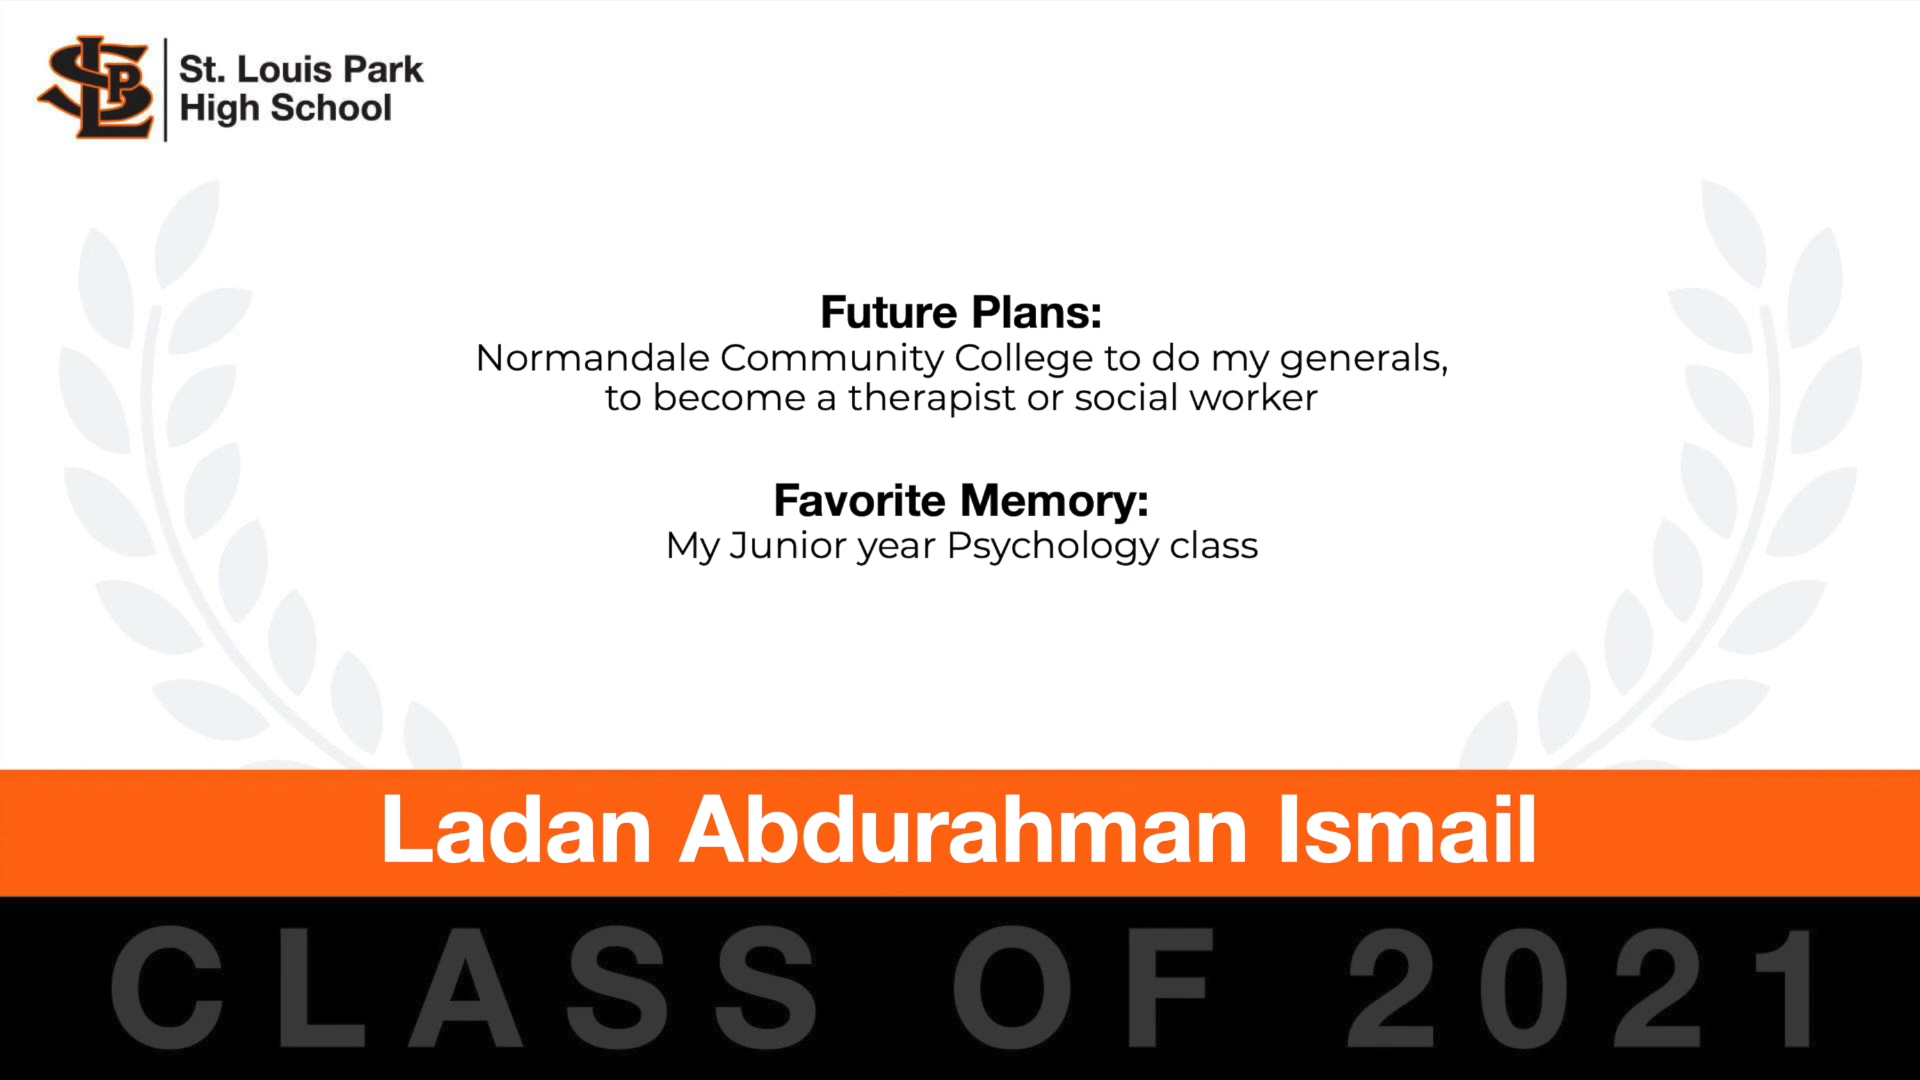 SLP
St. Louis Park
High School
Future Plans:
Normandale Community College to do my generals,
to become a therapist or social worker
Favorite Memory:
My Junior year Psychology class
Ladan Abdurahman Ismail
CLASS OF 2021